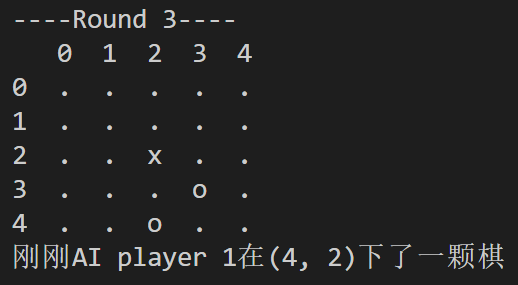 ----Round 3----
   0  1  2  3  4
0  .  .  .  .  .
1  .  .  .  .  .
2  .  .  x  .  .
3  .  .  .  o  .
4  .  .  o  .  .
刚刚AI player 1在(4, 2)下了一颗棋